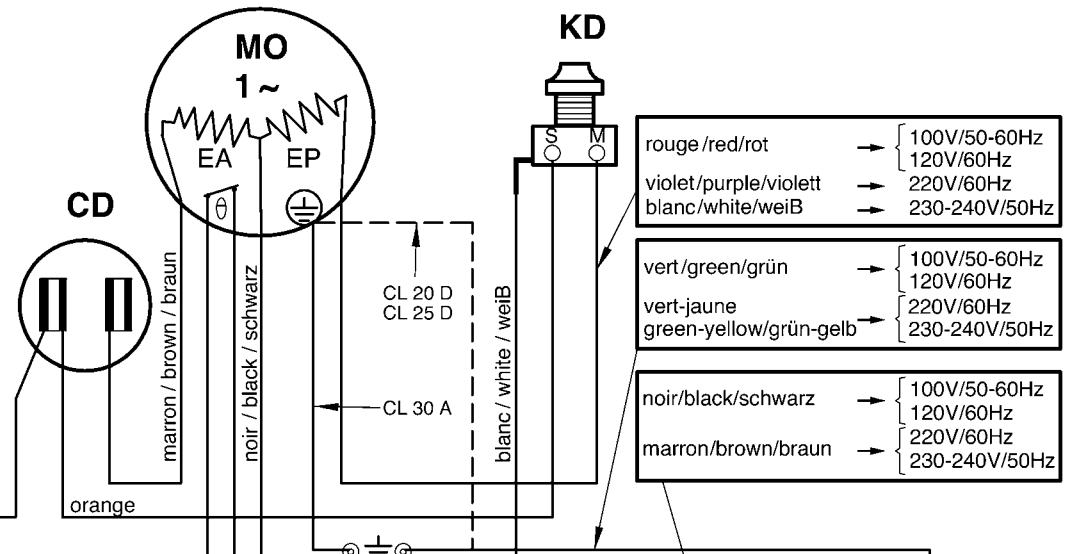 MO
1 ~
EA
EP
θ
KD
S
M
CD
rouge/red/rot
100V/50-60Hz
120V/60Hz
violet/purple/violett
220V/60Hz
blanc/white/weiB
230-240V/50Hz
vert/green/grün
100V/50-60Hz
120V/60Hz
vert-jaune
220V/60Hz
green-yellow/grün-gelb
230-240V/50Hz
noir/black/schwarz
100V/50-60Hz
120V/60Hz
marron/brown/braun
220V/60Hz
230-240V/50Hz
CL 20 D
CL 25 D
CL 30 A
marron / brown / braun
noir / black / schwarz
blanc / white / weiB
orange